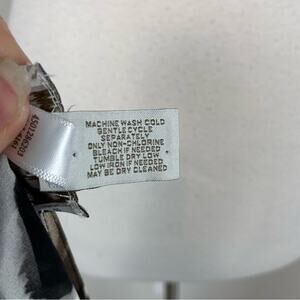 MACHINE WASH COLD
GENTLE CYCLE
SEPARATELY
ONLY NON-CHLORINE
BLEACH IF NEEDED
TUMBLE DRY LOW
LOW IRON IF NEEDED
MAY BE DRY CLEANED